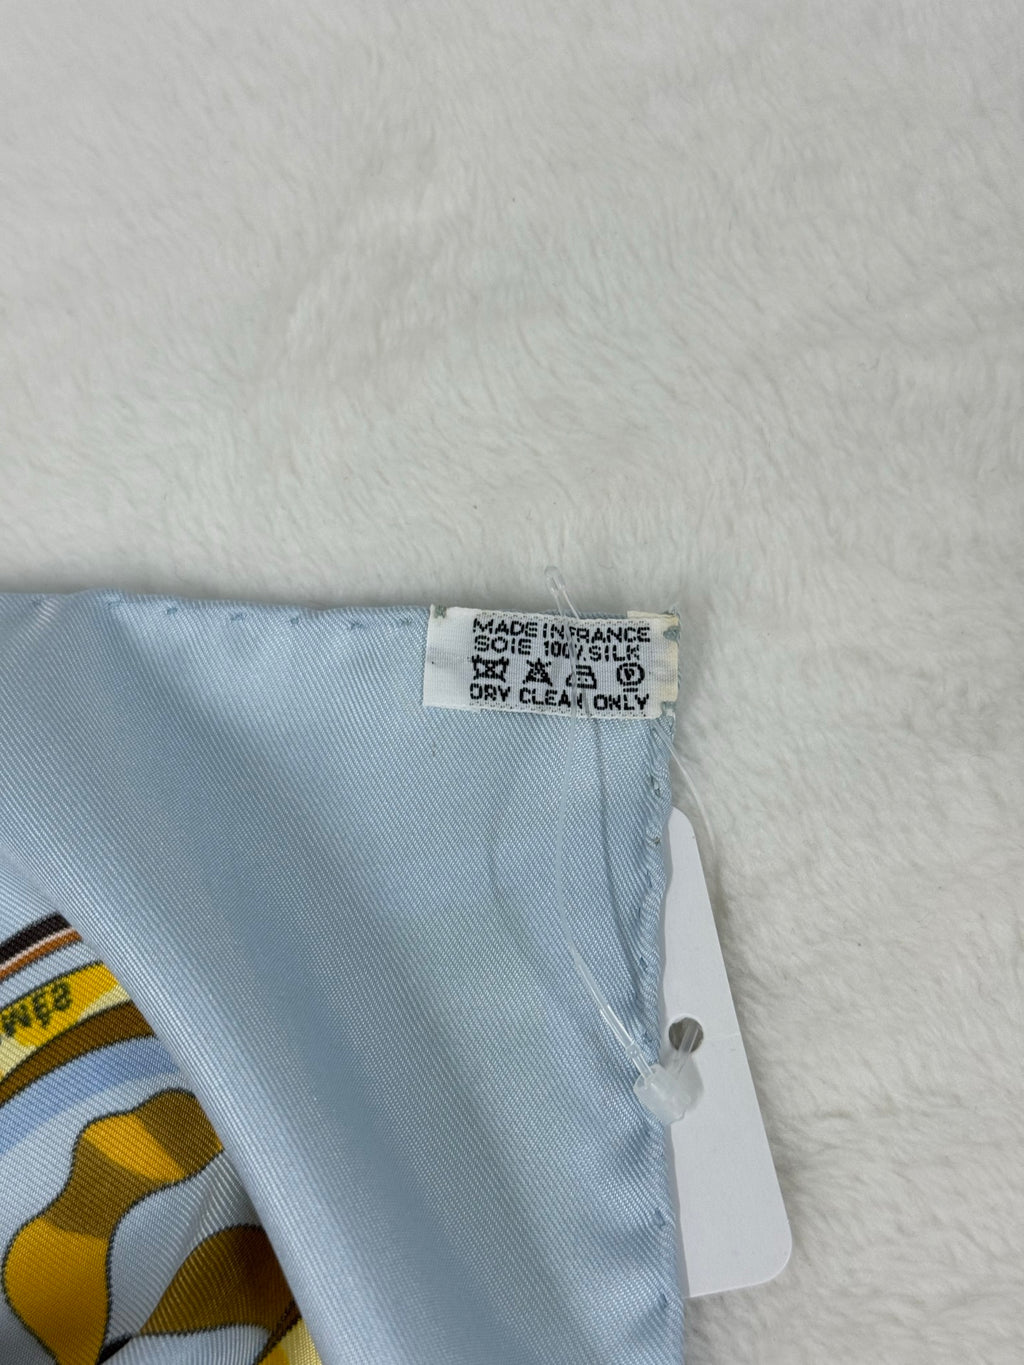 MADE IN FRANCE
SOIE 100% SILK
DRY CLEAN ONLY